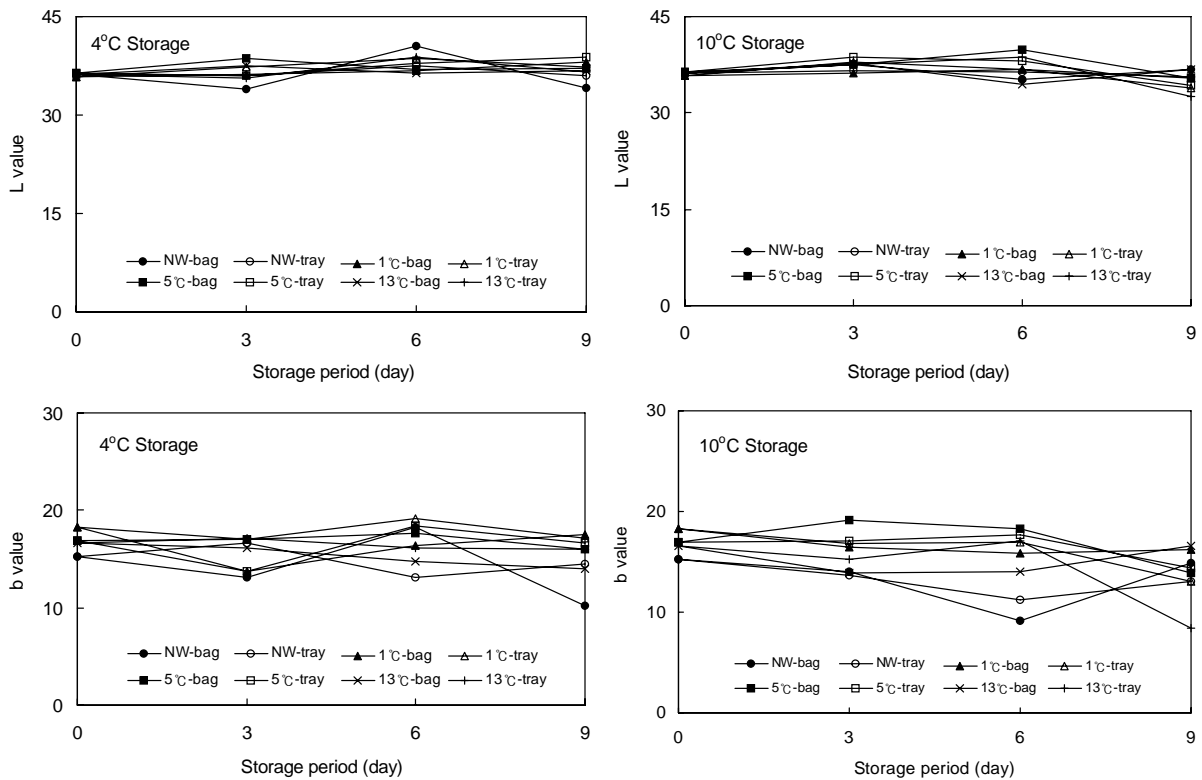 45
30
15
0
L value
4°C Storage
NW-bag NW-tray 1℃-bag 1℃-tray
5℃-bag 5℃-tray 13℃-bag 13℃-tray
0 3 6 9
Storage period (day)
45
30
15
0
L value
10°C Storage
NW-bag NW-tray 1℃-bag 1℃-tray
5℃-bag 5℃-tray 13℃-bag 13℃-tray
0 3 6 9
Storage period (day)
30
20
10
0
b value
4°C Storage
NW-bag NW-tray 1℃-bag 1℃-tray
5℃-bag 5℃-tray 13℃-bag 13℃-tray
0 3 6 9
Storage period (day)
30
20
10
0
b value
10°C Storage
NW-bag NW-tray 1℃-bag 1℃-tray
5℃-bag 5℃-tray 13℃-bag 13℃-tray
0 3 6 9
Storage period (day)